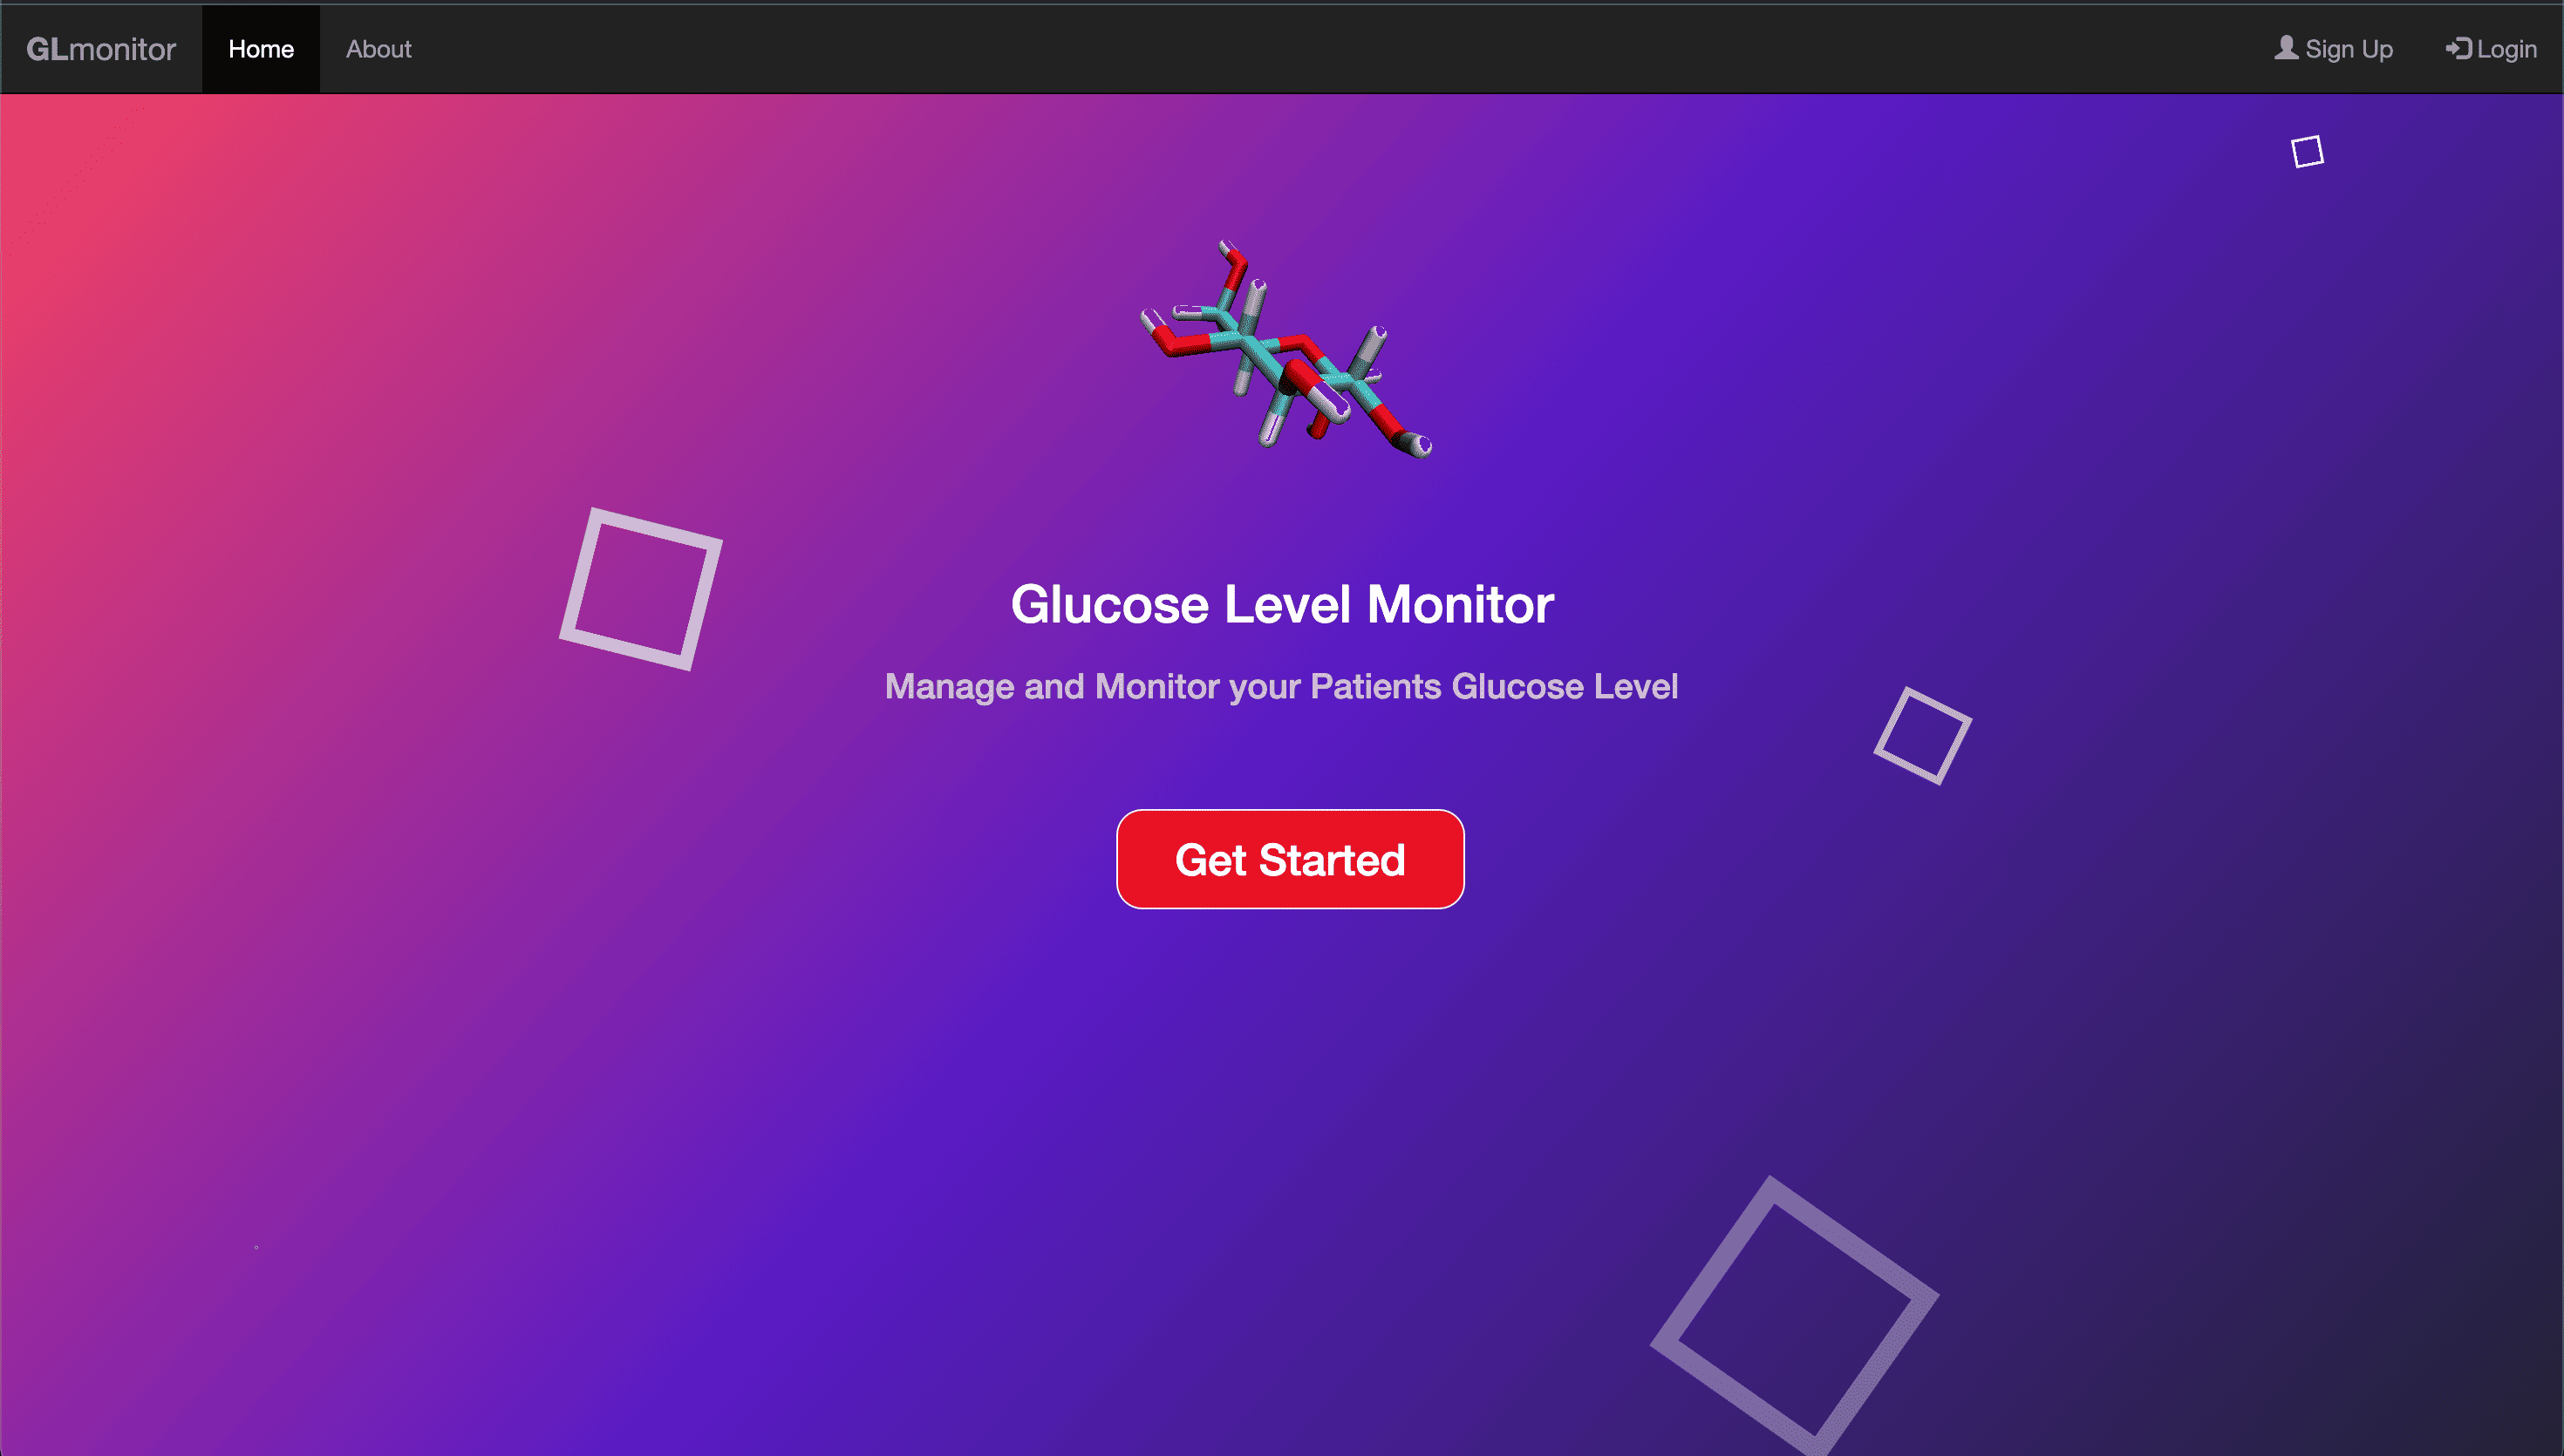 GLmonitor Home About Sign Up Login
Glucose Level Monitor
Manage and Monitor your Patients Glucose Level
Get Started